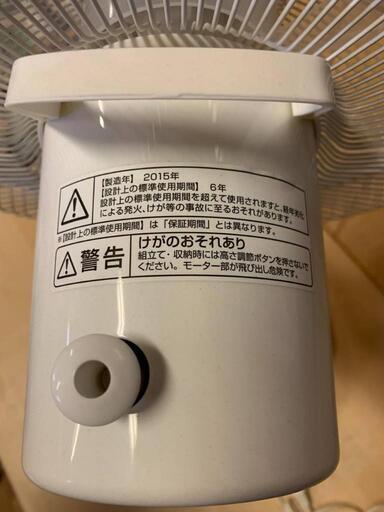 【製造年】 2015年
【設計上の標準使用期間】 6年
設計上の標準使用期間を超えて使用されますと、経年劣化
による発火、けが等の事故に至るおそれがあります。
※【設計上の標準使用期間】は「保証期間」とは異なります。
警告
けがのおそれあり
組立て・収納時には高さ調節ボタンを押さないで
ください。モーター部が飛び出し危険です。